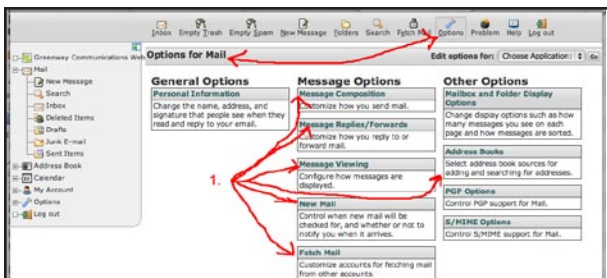 Inbox Empty Trash Empty Spam New Message Folders Search Fetch Mail Options Problem Help Log out
Greenway Communications Web
Options for Mail
Edit options for: Choose Application: Go
Mail
New Message
Search
Inbox
Deleted Items
Drafts
Junk E-mail
Sent Items
Address Book
Calendar
My Account
Options
Log out
General Options
Personal Information
Change the name, address, and
signature that people see when they
read and reply to your email.
1.
Message Options
Message Composition
Customize how you send mail.
Message Replies/Forwards
Customize how you reply to or
forward mail.
Message Viewing
Configure how messages are
displayed.
New Mail
Control when new mail will be
checked for, and whether or not to
notify you when it arrives.
Fetch Mail
Customize accounts for fetching mail
from other accounts.
Other Options
Mailbox and Folder Display
Options
Change display options such as how
many messages you see on each
page and how messages are sorted.
Address Books
Select address book sources for
adding and searching for addresses.
PGP Options
Control PGP support for Mail.
S/MIME Options
Control S/MIME support for Mail.